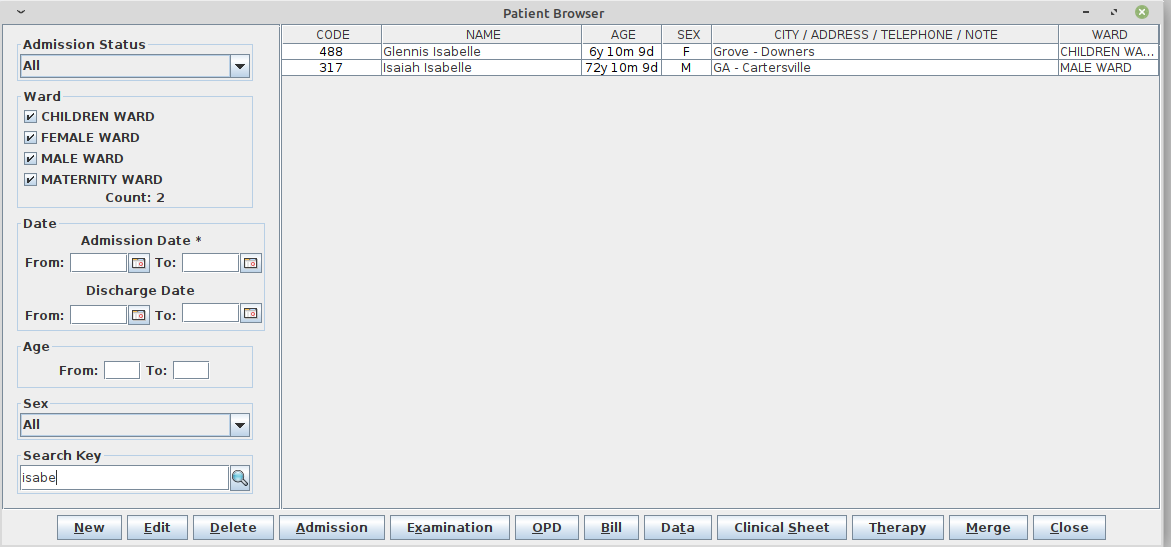 Patient Browser
Admission Status
All
Ward
CHILDREN WARD
FEMALE WARD
MALE WARD
MATERNITY WARD
Count: 2
Date
Admission Date *
From: To:
Discharge Date
From: To:
Age
From: To:
Sex
All
Search Key
isabe
CODE NAME AGE SEX CITY / ADDRESS / TELEPHONE / NOTE WARD
488 Glennis Isabelle 6y 10m 9d F Grove - Downers CHILDREN WA...
317 Isaiah Isabelle 72y 10m 9d M GA - Cartersville MALE WARD
New Edit Delete Admission Examination OPD Bill Data Clinical Sheet Therapy Merge Close